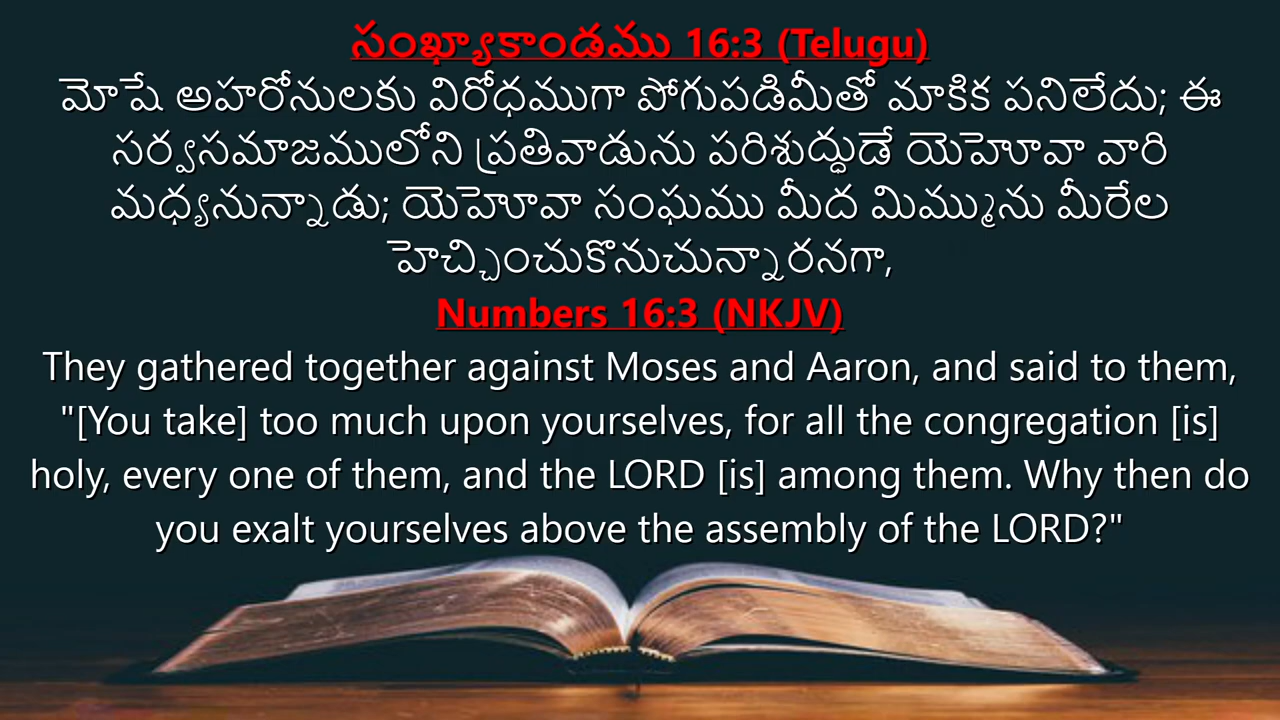 సంఖ్యాకాండము 16:3 (Telugu)
మోషే అహరోనులకు విరోధముగా పోగుపడిమీతో మాకిక పనిలేదు; ఈ
సర్వసమాజములోని ప్రతివాడును పరిశుద్ధుడే యెహెూవా వారి
మధ్యనున్నాడు; యెహెూవా సంఘము మీద మిమ్మును మీరేల
హెచ్చించుకొనుచున్నారనగా,
Numbers 16:3 (NKJV)
They gathered together against Moses and Aaron, and said to them,
"[You take] too much upon yourselves, for all the congregation [is]
holy, every one of them, and the LORD [is] among them. Why then do
you exalt yourselves above the assembly of the LORD?"